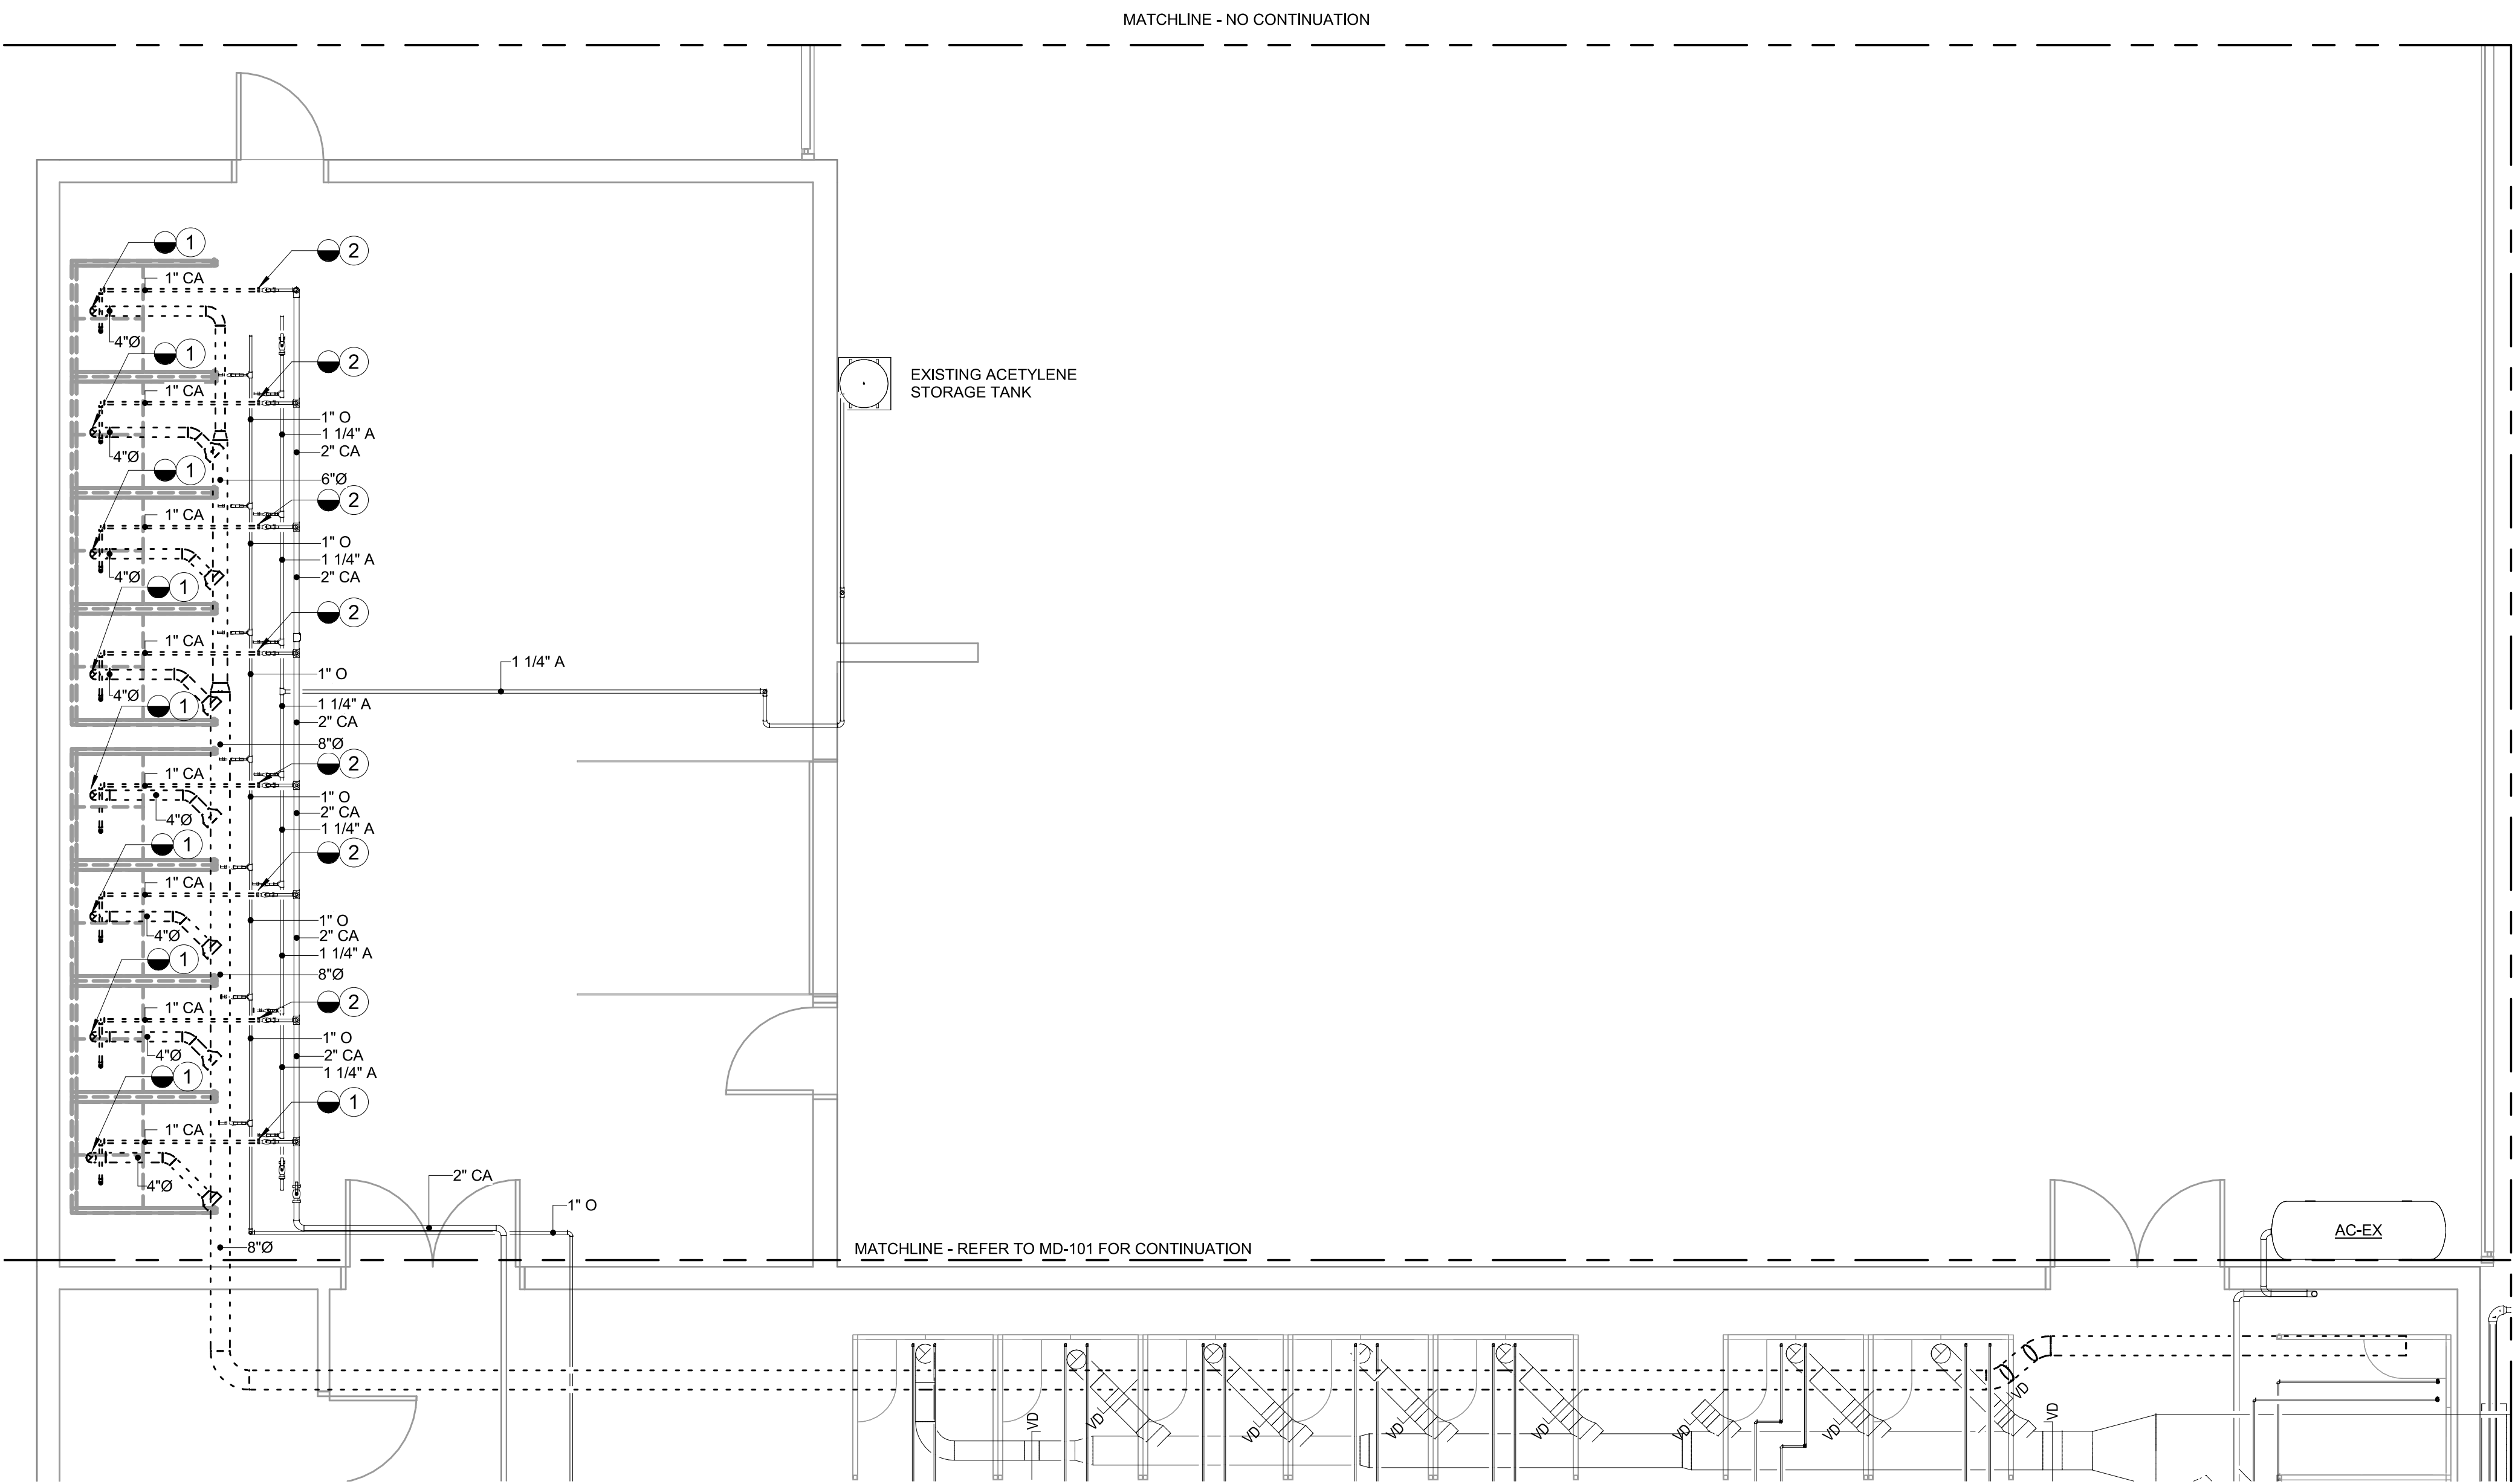 MATCHLINE - NO CONTINUATION
1
2
1" CA
4"Ø
1
2
EXISTING ACETYLENE
STORAGE TANK
1" CA
1" O
1 1/4" A
2" CA
4"Ø
1
6"Ø
2
1" CA
1" O
1 1/4" A
2" CA
4"Ø
1
2
1" CA
1 1/4" A
1" O
4"Ø
1
1 1/4" A
2" CA
8"Ø
2
1" CA
1" O
2" CA
4"Ø
1 1/4" A
1
2
1" CA
1" O
2" CA
4"Ø
1 1/4" A
1
8"Ø
2
1" CA
1" O
2" CA
4"Ø
1 1/4" A
1
1
1" CA
2" CA
4"Ø
1" O
8"Ø
MATCHLINE - REFER TO MD-101 FOR CONTINUATION
AC-EX
VD
VD
VD
VD
VD
VD
VD
VD
VD